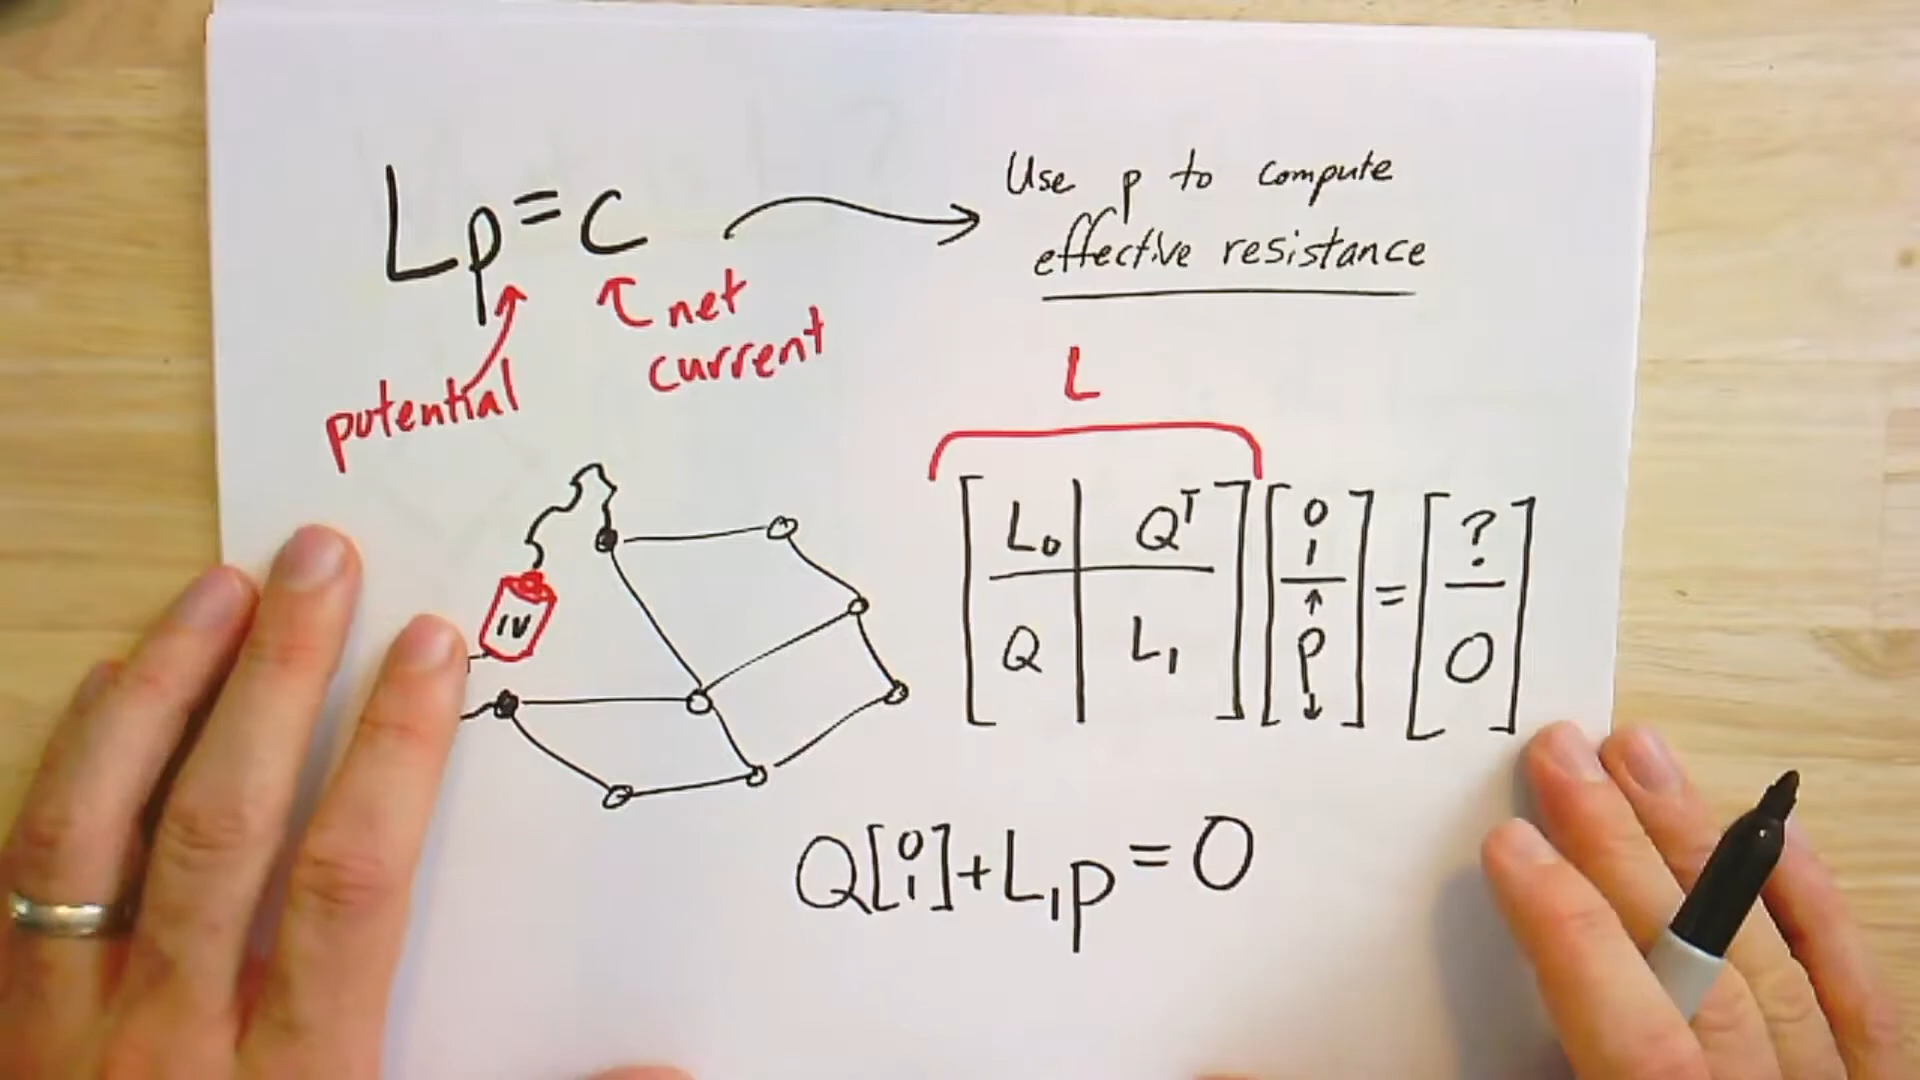 Lp=c
Use p to compute
effective resistance
net
current
potential
L
[L₀ Qᵀ] [0 1] = [?]
[Q L₁] [↑ p ↓] [0]
1V
Q[0 1]+L₁p=0